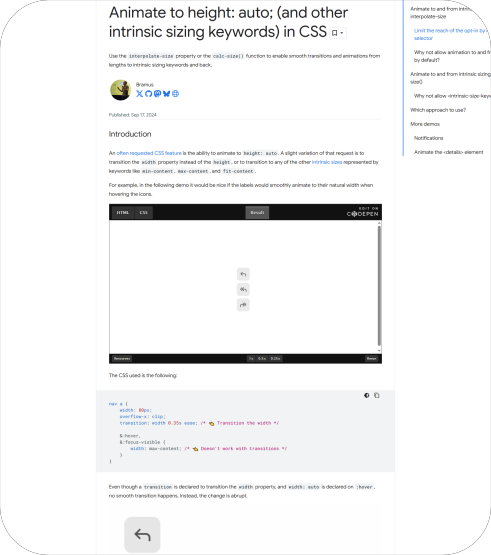 Animate to height: auto; (and other
intrinsic sizing keywords) in CSS
Use the interpolate-size property or the calc-size() function to enable smooth transitions and animations from
lengths to intrinsic sizing keywords and back.
Bramus
Published: Sep 17, 2024
Introduction
An often requested CSS feature is the ability to animate to height: auto. A slight variation of that request is to
transition the width property instead of the height, or to transition to any of the other intrinsic sizes represented by
keywords like min-content, max-content, and fit-content.
For example, in the following demo it would be nice if the labels would smoothly animate to their natural width when
hovering the icons.
HTML CSS Result EDIT ON
CODEPEN
Resources 1x 0.5x 0.25x Rerun
The CSS used is the following:
nav a {
width: 80px;
overflow-x: clip;
transition: width 0.35s ease; /* 👈 Transition the width */
&:hover,
&:focus-visible {
width: max-content; /* 👈 Doesn't work with transitions */
}
}
Even though a transition is declared to transition the width property, and width: auto is declared on :hover,
no smooth transition happens. Instead, the change is abrupt.
Animate to and from intrin
interpolate-size
Limit the reach of the opt-in by
selector
Why not allow animation to and f
by default?
Animate to and from intrinsic sizing
size()
Why not allow <intrinsic-size-key
Which approach to use?
More demos
Notifications
Animate the <details> element